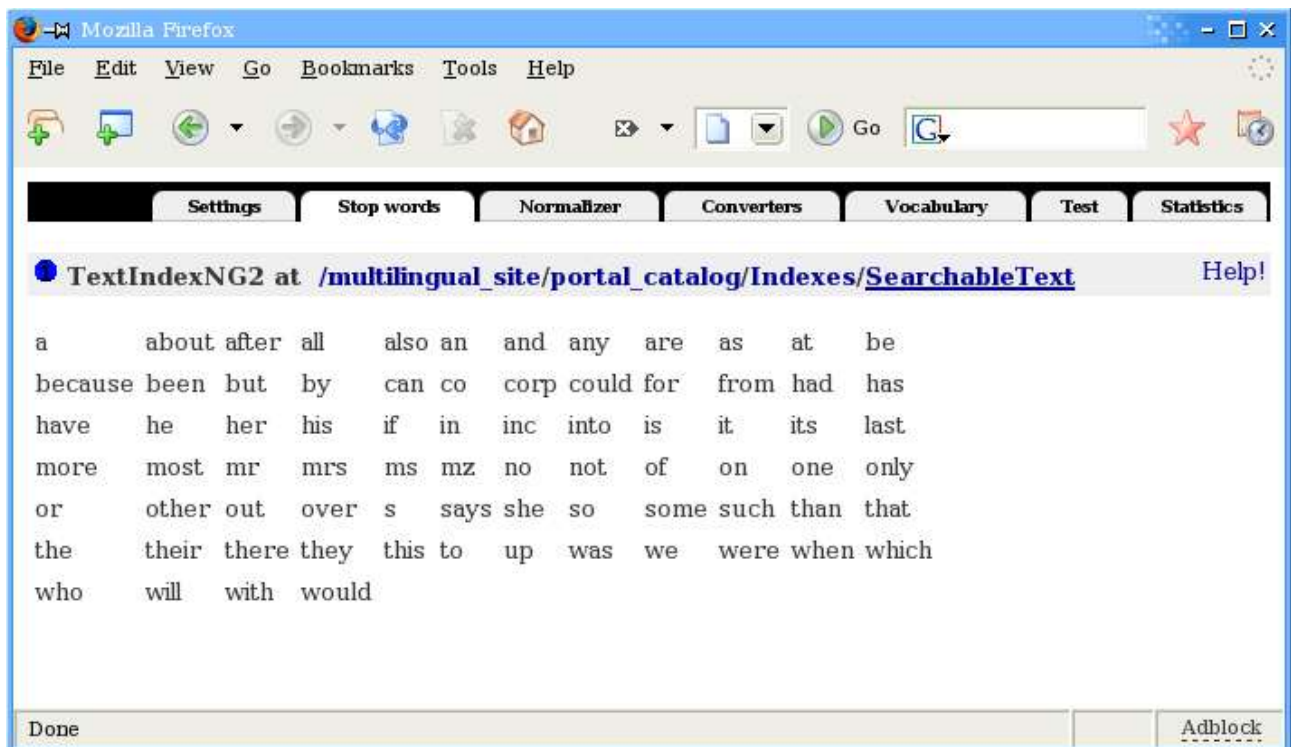 Mozilla Firefox
File Edit View Go Bookmarks Tools Help
Go G
Settings Stop words Normalizer Converters Vocabulary Test Statistics
TextIndexNG2 at /multilingual_site/portal_catalog/Indexes/SearchableText Help!
a about after all also an and any are as at be
because been but by can co corp could for from had has
have he her his if in inc into is it its last
more most mr mrs ms mz no not of on one only
or other out over s says she so some such than that
the their there they this to up was we were when which
who will with would
Done Adblock